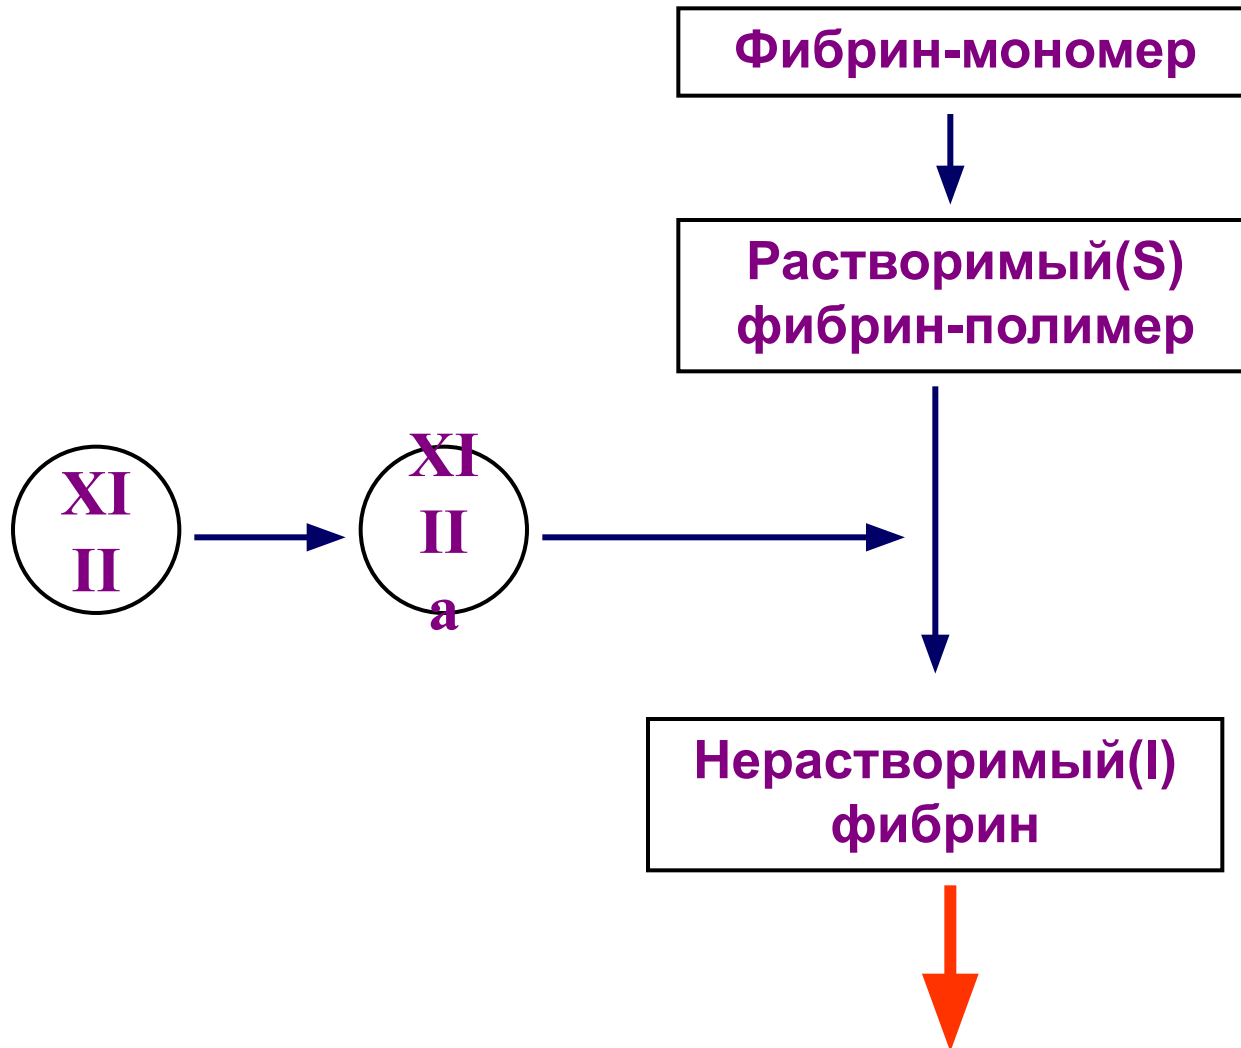 Фибрин-мономер
Растворимый(S)
фибрин-полимер
XI
II
XI
II
a
Нерастворимый(I)
фибрин